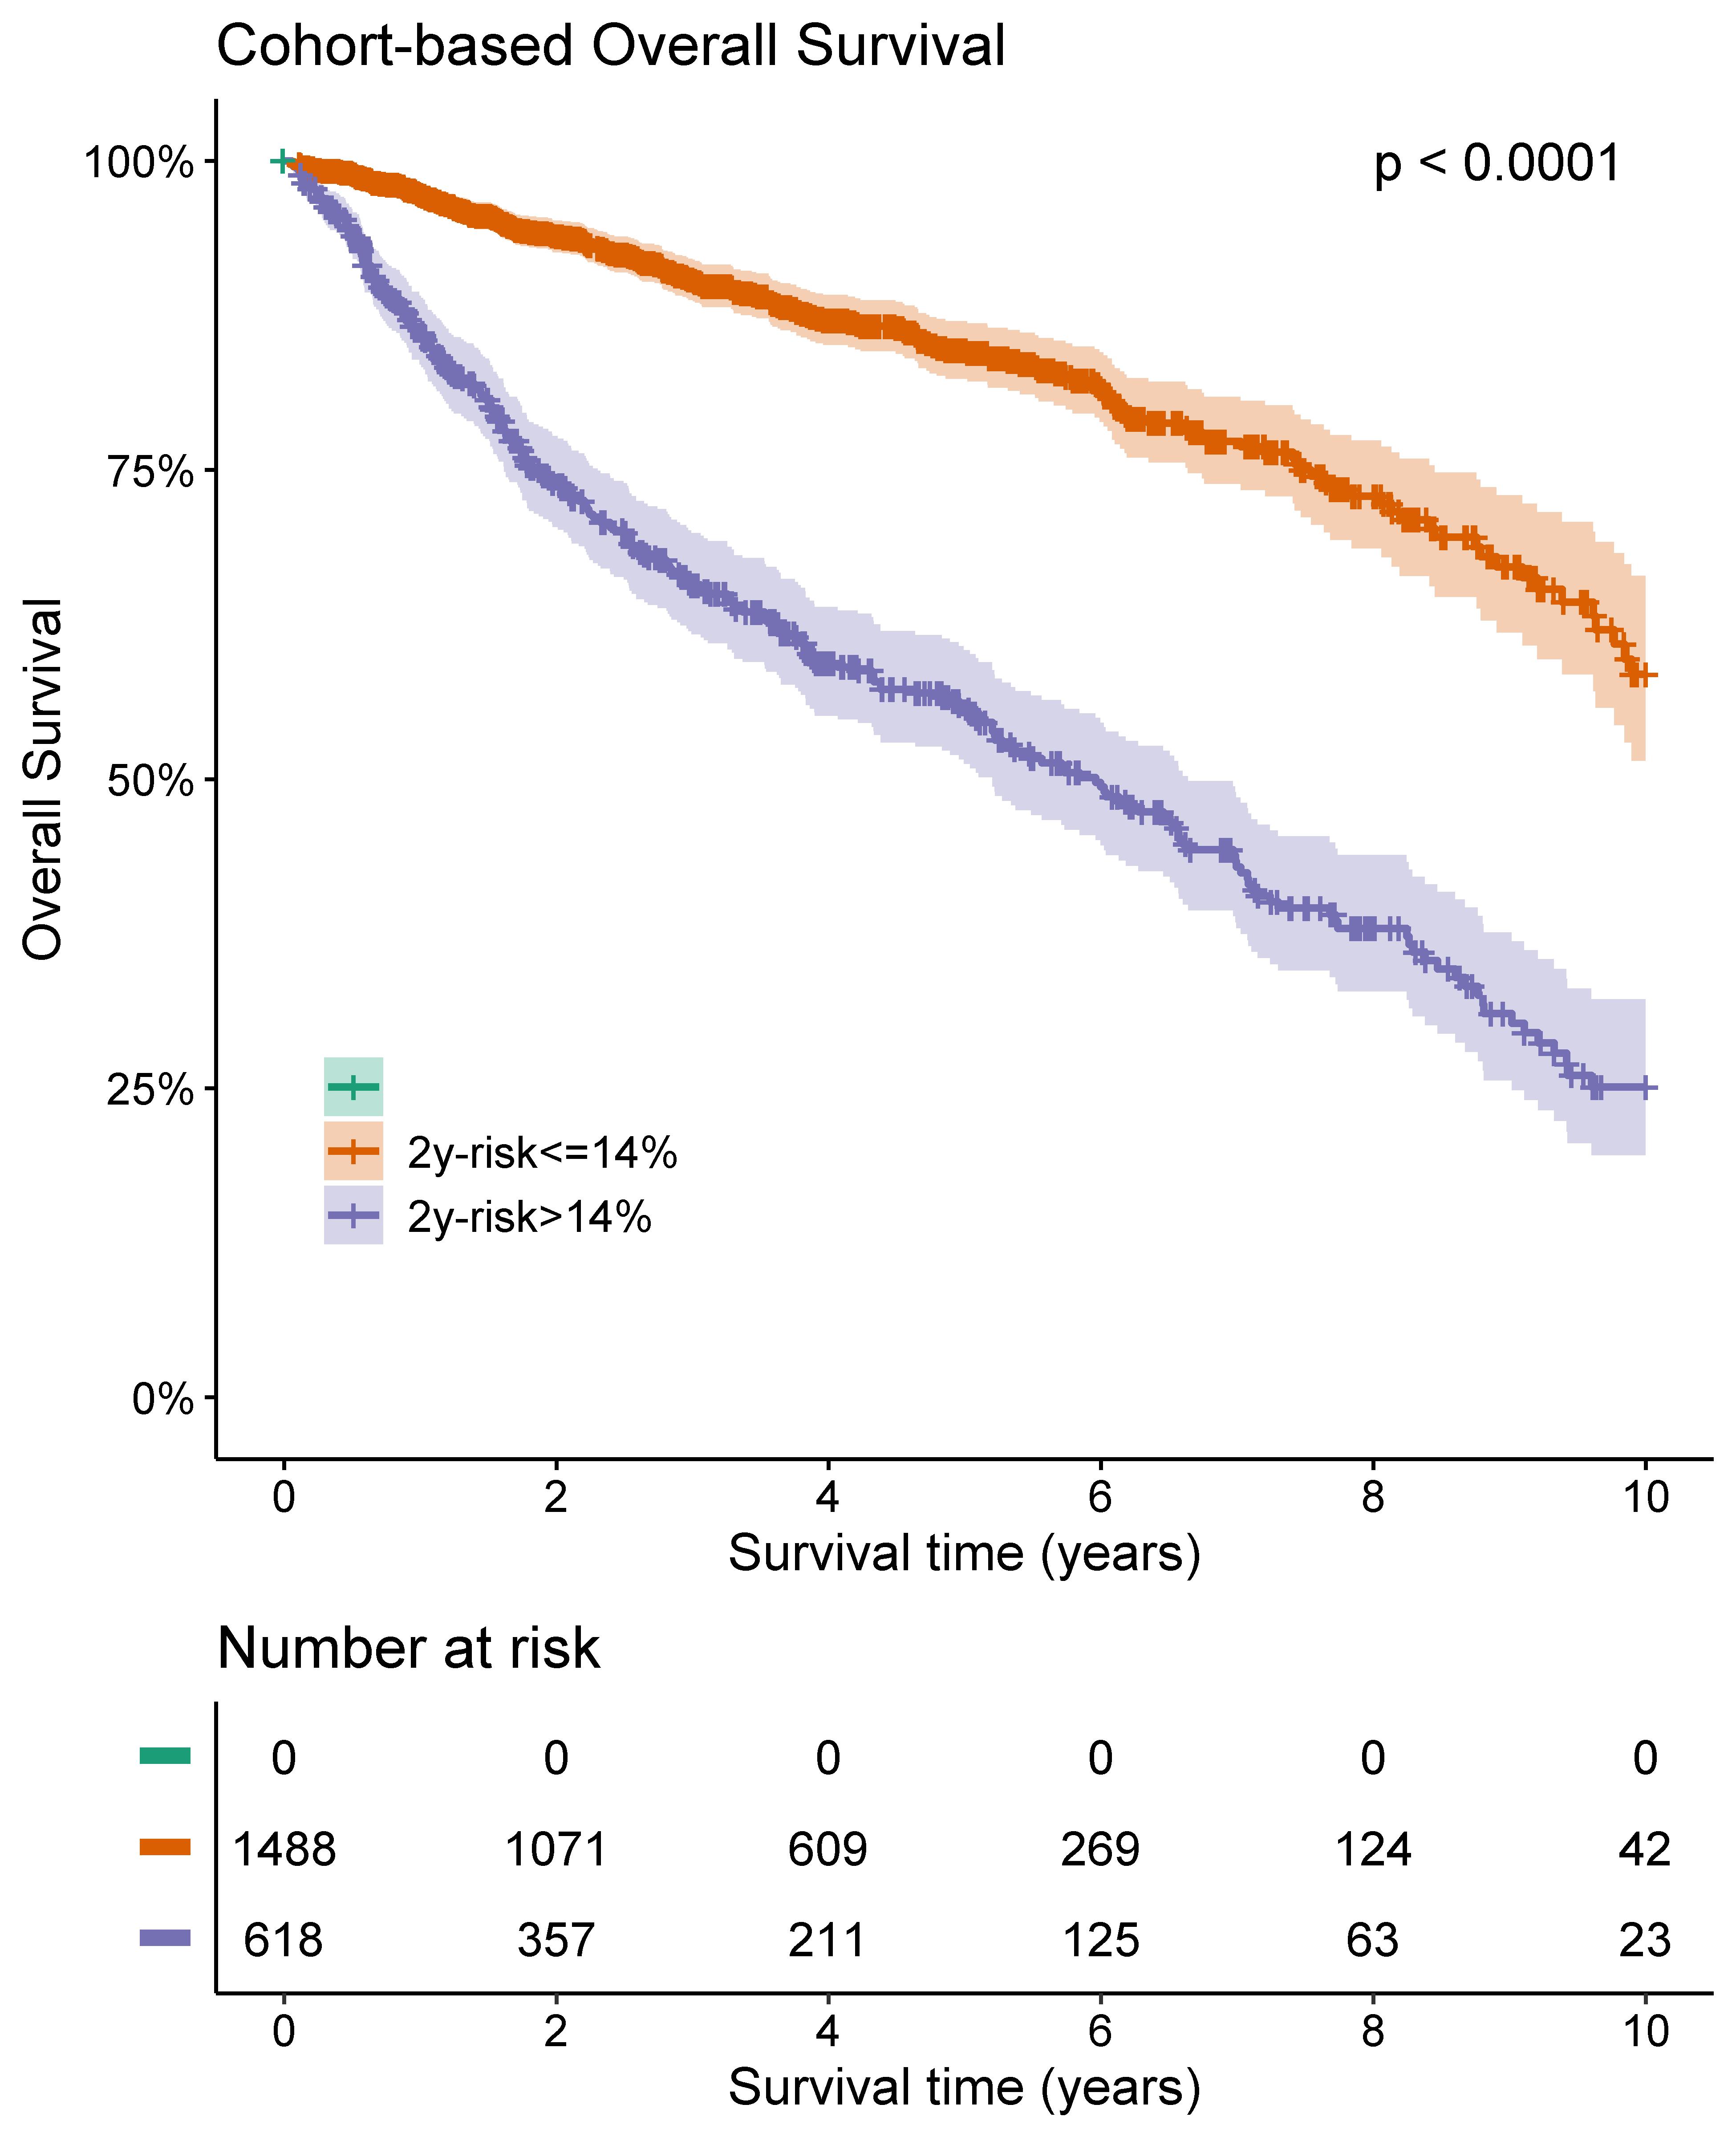 Cohort-based Overall Survival
p < 0.0001
100%
75%
50%
25%
0%
Overall Survival
2y-risk<=14%
2y-risk>14%
0 2 4 6 8 10
Survival time (years)
Number at risk
0 0 0 0 0 0
1488 1071 609 269 124 42
618 357 211 125 63 23
0 2 4 6 8 10
Survival time (years)